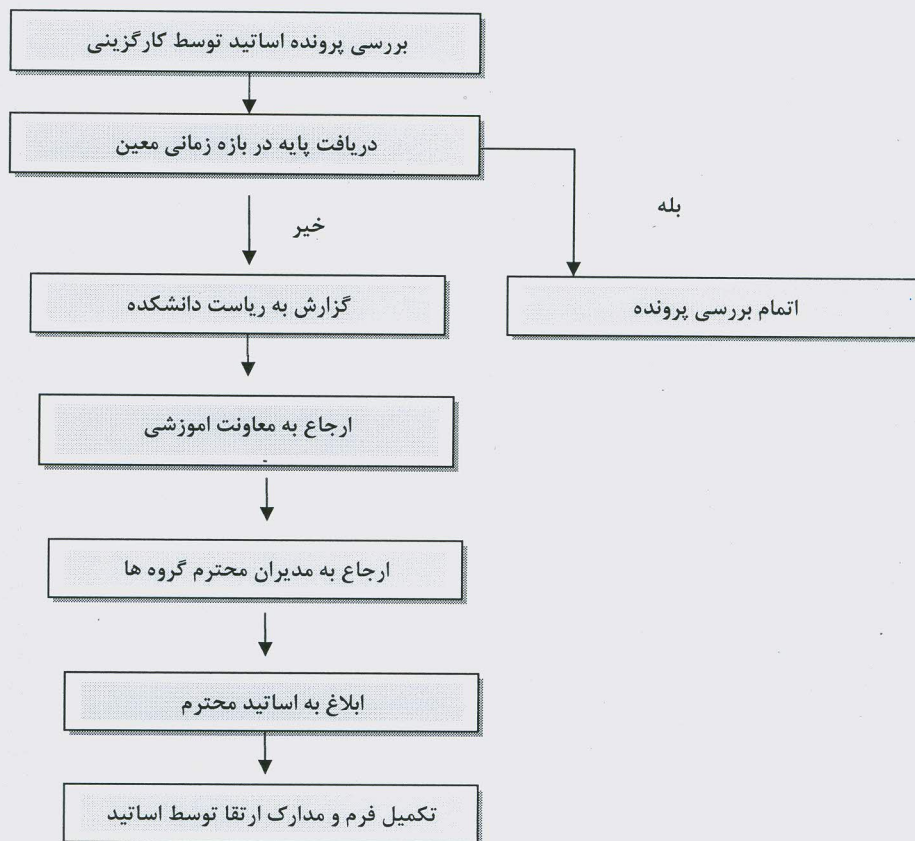 بررسی پرونده اساتید توسط کارگزینی
دریافت پایه در بازه زمانی معین
بله
خیر
گزارش به ریاست دانشکده
اتمام بررسی پرونده
ارجاع به معاونت اموزشی
ارجاع به مدیران محترم گروه ها
ابلاغ به اساتید محترم
تکمیل فرم و مدارک ارتقا توسط اساتید